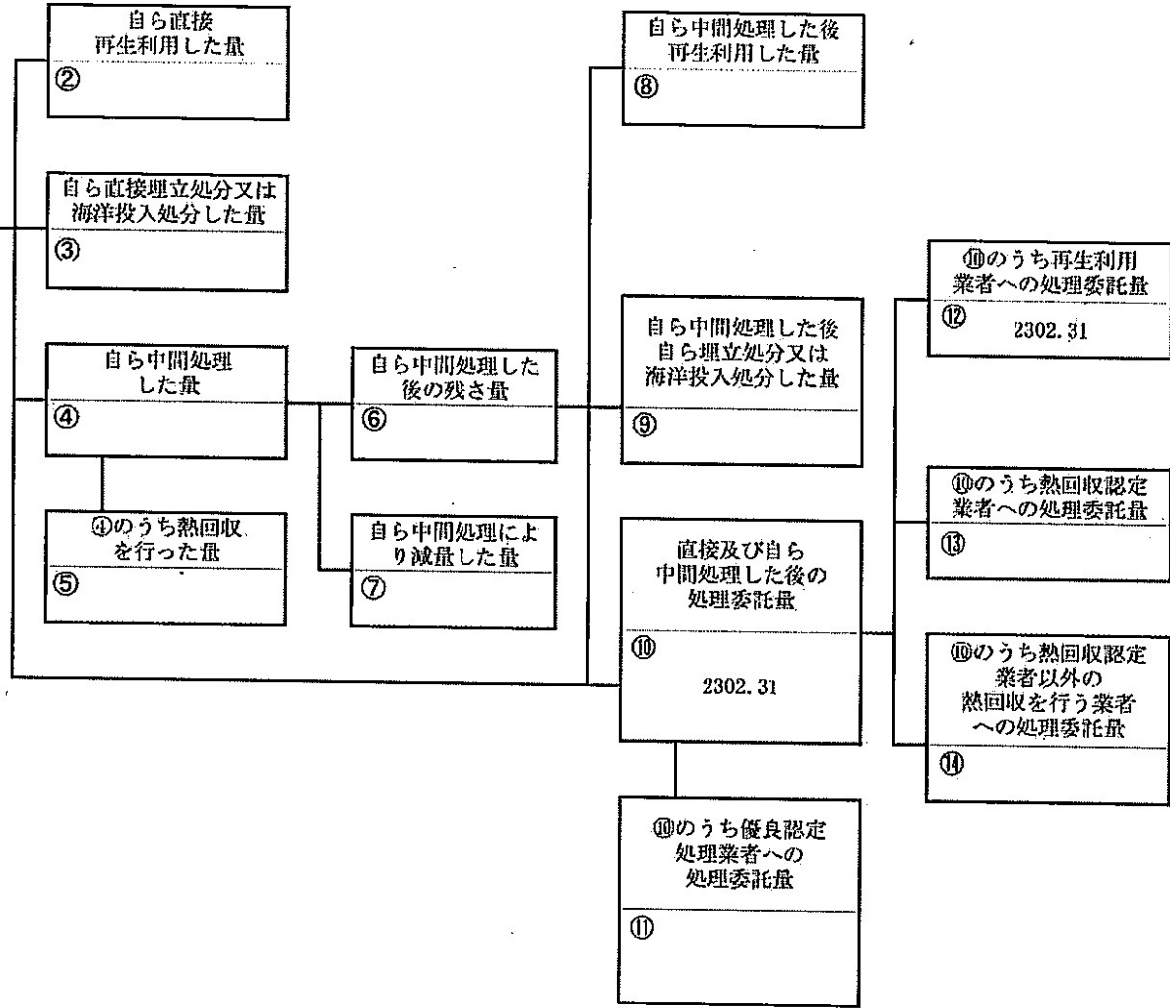 自ら直接
再生利用した量
②
自ら直接埋立処分又は
海洋投入処分した量
③
自ら中間処理
した量
④
④のうち熱回収
を行った量
⑤
自ら中間処理した
後の残さ量
⑥
自ら中間処理によ
り減量した量
⑦
自ら中間処理した後
再生利用した量
⑧
自ら中間処理した後
自ら埋立処分又は
海洋投入処分した量
⑨
直接及び自ら
中間処理した後の
処理委託量
⑩
2302.31
⑩のうち優良認定
処理業者への
処理委託量
⑪
⑩のうち再生利用
業者への処理委託量
⑫ 2302.31
⑩のうち熱回収認定
業者への処理委託量
⑬
⑩のうち熱回収認定
業者以外の
熱回収を行う業者
への処理委託量
⑭